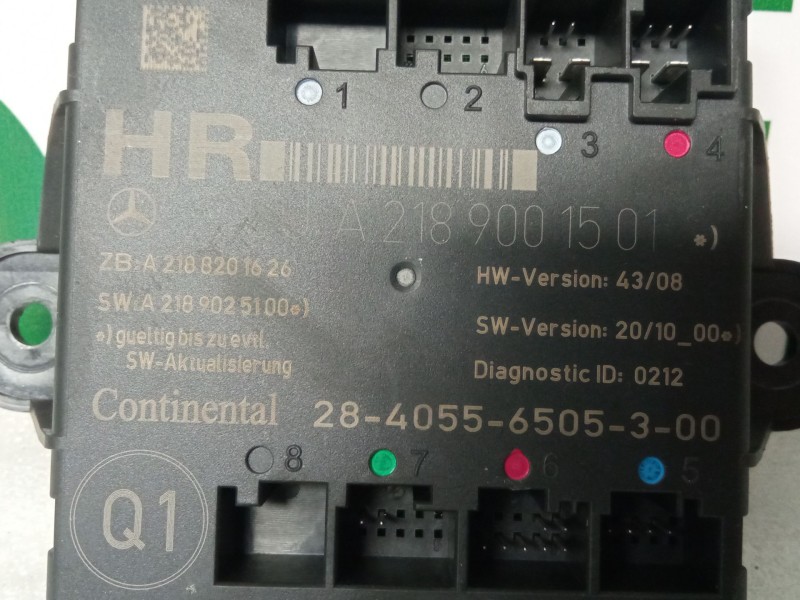 1 2
3 4
HR
A 218 900 15 01 *)
ZB: A 218 820 16 26
SW: A 218 902 51 00 *)
*) gueltig bis zu evtl.
SW-Aktualisierung
HW-Version: 43/08
SW-Version: 20/10_00 *)
Diagnostic ID: 0212
Continental 28-4055-6505-3-00
8 7 6 5
Q1